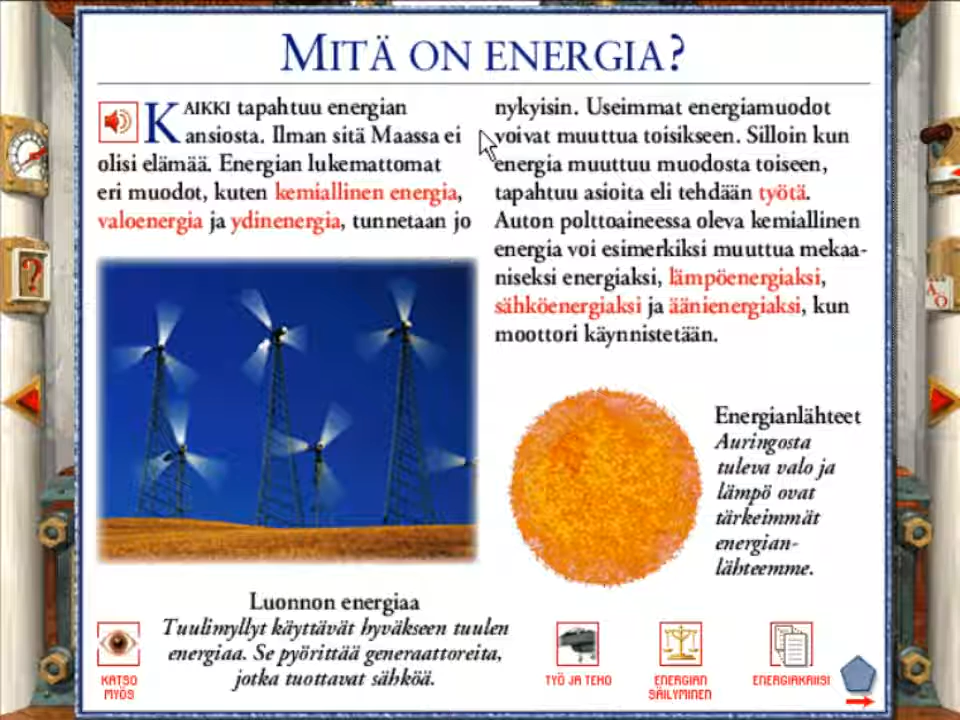 MITÄ ON ENERGIA?
KAIKKI tapahtuu energian
ansiosta. Ilman sitä Maassa ei
olisi elämää. Energian lukemattomat
eri muodot, kuten kemiallinen energia,
valoenergia ja ydinenergia, tunnetaan jo
nykyisin. Useimmat energiamuodot
voivat muuttua toisikseen. Silloin kun
energia muuttuu muodosta toiseen,
tapahtuu asioita eli tehdään työtä.
Auton polttoaineessa oleva kemiallinen
energia voi esimerkiksi muuttua mekaa-
niseksi energiaksi, lämpöenergiaksi,
sähköenergiaksi ja äänienergiaksi, kun
moottori käynnistetään.
Energianlähteet
Auringosta
tuleva valo ja
lämpö ovat
tärkeimmät
energian-
lähteemme.
Luonnon energiaa
Tuulimyllyt käyttävät hyväkseen tuulen
energiaa. Se pyörittää generaattoreita,
jotka tuottavat sähköä.
KATSO
MYÖS
TYÖ JA TEHO
ENERGIAN
SÄILYMINEN
ENERGIAKRIISI
?
A
Ö